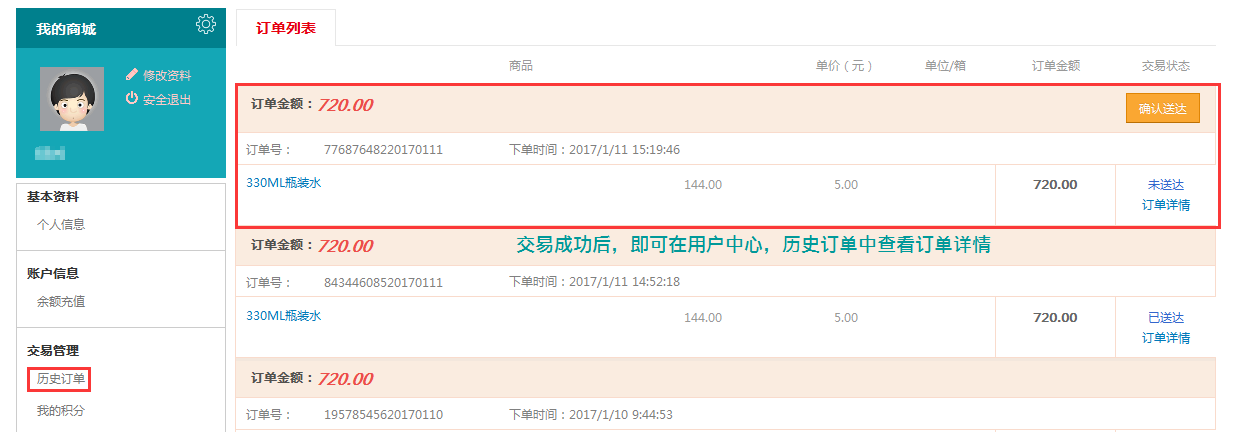 我的商城
修改资料
安全退出
基本资料
个人信息
账户信息
余额充值
交易管理
历史订单
我的积分
订单列表
商品 单价（元） 单位/箱 订单金额 交易状态
订单金额：720.00 确认送达
订单号： 77687648220170111 下单时间：2017/1/11 15:19:46
330ML瓶装水 144.00 5.00 720.00 未送达
订单详情
订单金额：720.00 交易成功后，即可在用户中心，历史订单中查看订单详情
订单号： 84344608520170111 下单时间：2017/1/11 14:52:18
330ML瓶装水 144.00 5.00 720.00 已送达
订单详情
订单金额：720.00
订单号： 19578545620170110 下单时间：2017/1/10 9:44:53